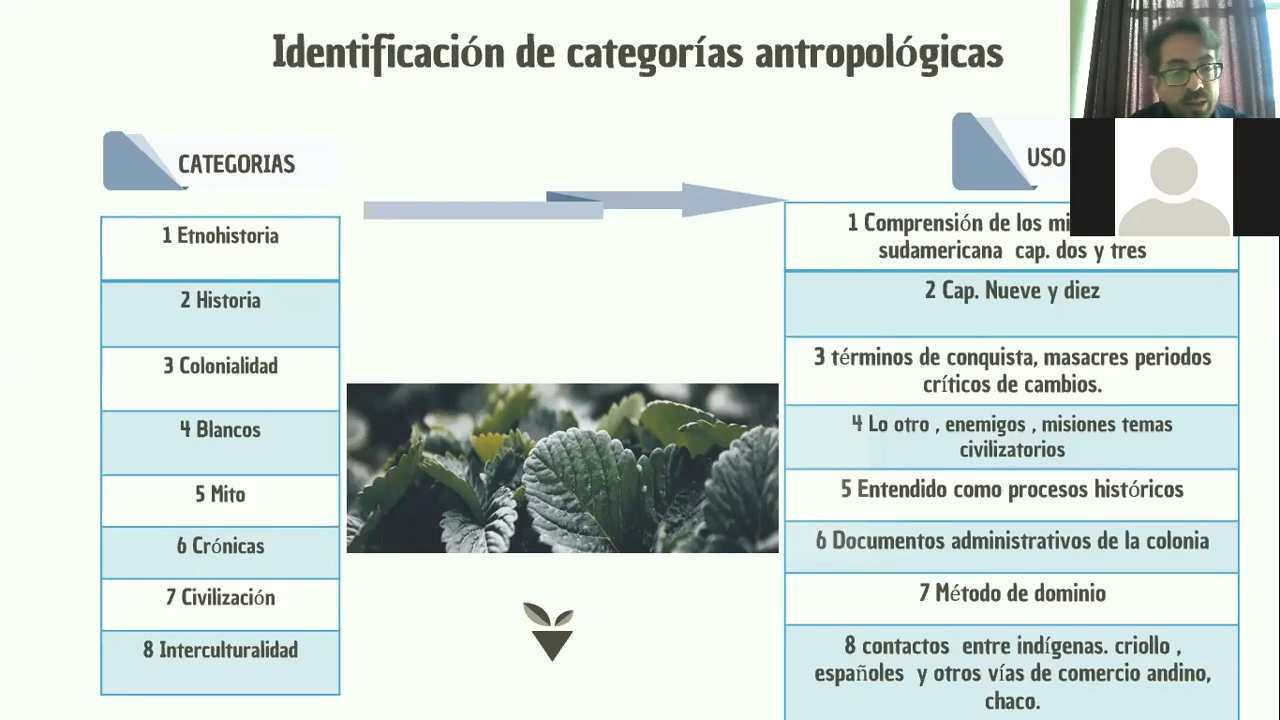 Identificación de categorías antropológicas
CATEGORIAS
1 Etnohistoria
2 Historia
3 Colonialidad
4 Blancos
5 Mito
6 Crónicas
7 Civilización
8 Interculturalidad
USO
1 Comprensión de los
sudamericana cap. dos y tres
2 Cap. Nueve y diez
3 términos de conquista, masacres periodos
críticos de cambios.
4 Lo otro , enemigos , misiones temas
civilizatorios
5 Entendido como procesos históricos
6 Documentos administrativos de la colonia
7 Método de dominio
8 contactos entre indígenas. criollo ,
españoles y otros vías de comercio andino,
chaco.